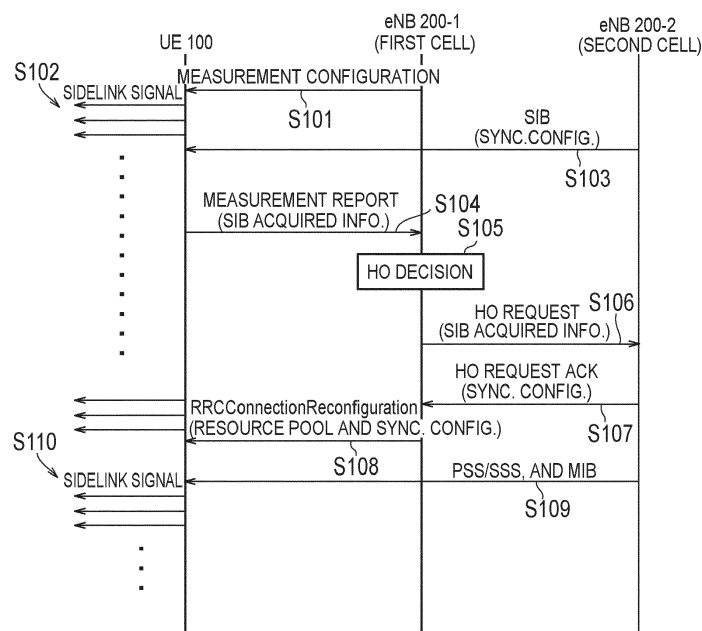 UE 100
eNB 200-1
(FIRST CELL)
eNB 200-2
(SECOND CELL)
S102
SIDELINK SIGNAL
MEASUREMENT CONFIGURATION
S101
SIB
(SYNC.CONFIG.)
S103
MEASUREMENT REPORT
(SIB ACQUIRED INFO.)
S104
S105
HO DECISION
HO REQUEST
(SIB ACQUIRED INFO.)
S106
HO REQUEST ACK
(SYNC. CONFIG.)
S107
RRCConnectionReconfiguration
(RESOURCE POOL AND SYNC. CONFIG.)
S108
S110
SIDELINK SIGNAL
PSS/SSS, AND MIB
S109